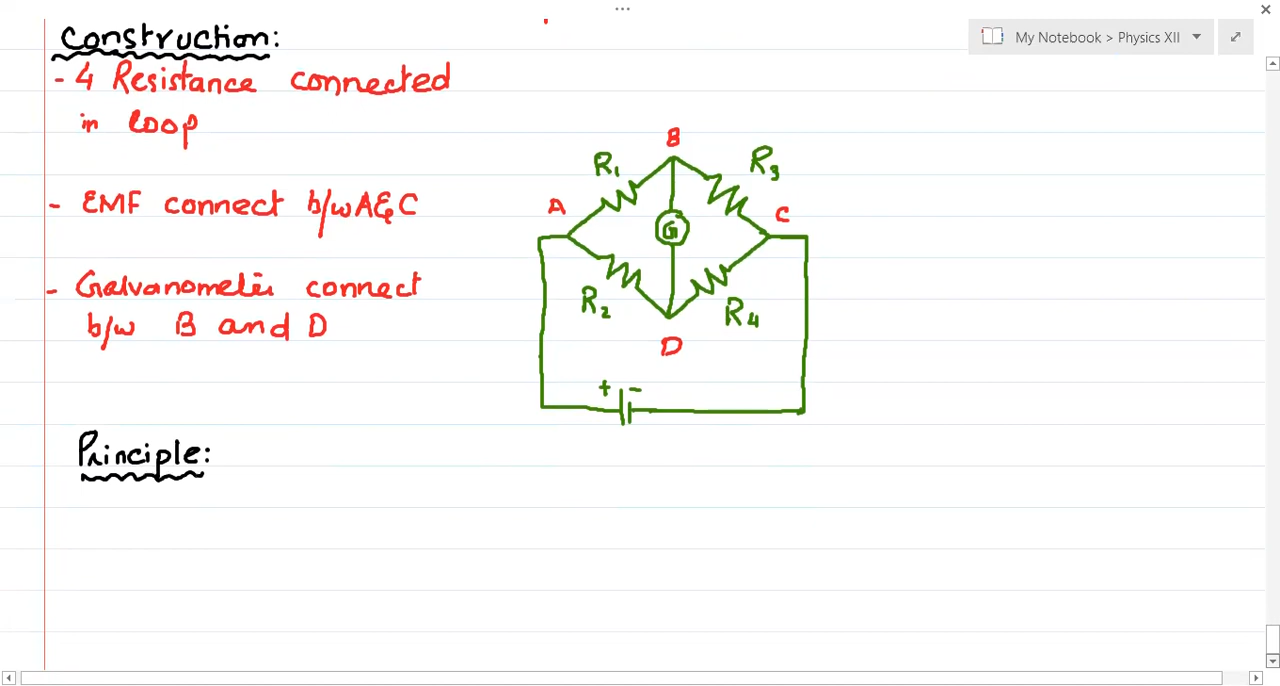 ...
My Notebook > Physics XII
Construction:
- 4 Resistance connected
in loop
- EMF connect b/w A & C
- Galvanometer connect
b/w B and D
B
R1
R3
A
C
G
R2
R4
D
+ -
Principle: